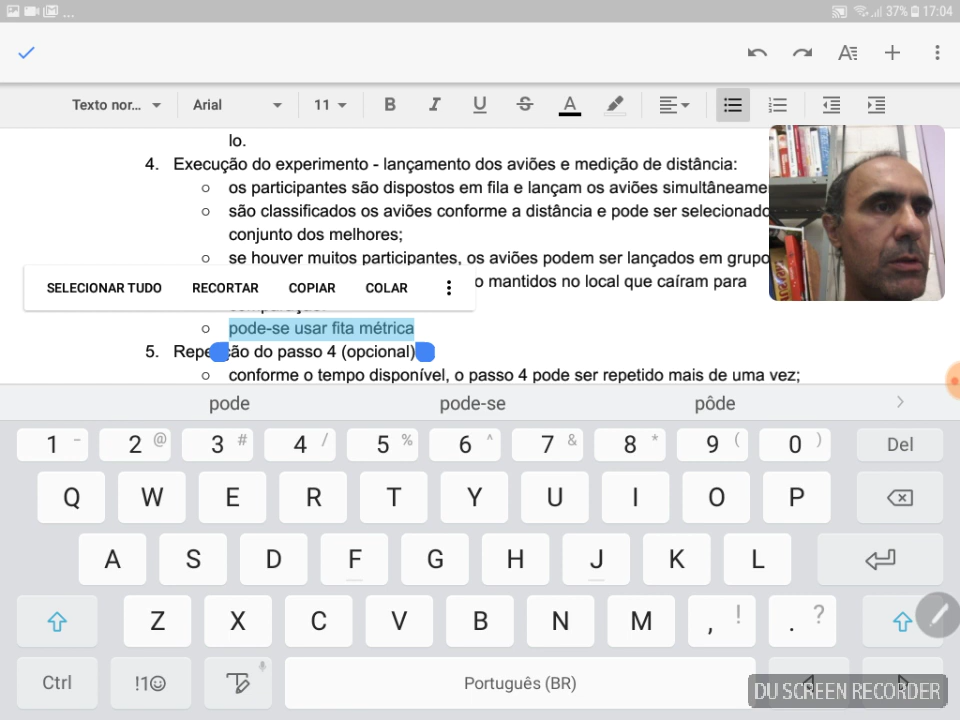 ... 37% 17:04
Texto nor... Arial 11 B I U S A
lo.
4. Execução do experimento - lançamento dos aviões e medição de distância:
os participantes são dispostos em fila e lançam os aviões simultâneame
são classificados os aviões conforme a distância e pode ser selecionado
conjunto dos melhores;
se houver muitos participantes, os aviões podem ser lançados em grupo
SELECIONAR TUDO RECORTAR COPIAR COLAR
o mantidos no local que caíram para
pode-se usar fita métrica
5. Repe ão do passo 4 (opcional)
conforme o tempo disponível, o passo 4 pode ser repetido mais de uma vez;
pode pode-se pôde
1 - 2 @ 3 # 4 / 5 % 6 ^ 7 & 8 * 9 ( 0 ) Del
Q W E R T Y U I O P
A S D F G H J K L
Z X C V B N M , ! . ?
Ctrl !1☺ T Português (BR)
DU SCREEN RECORDER